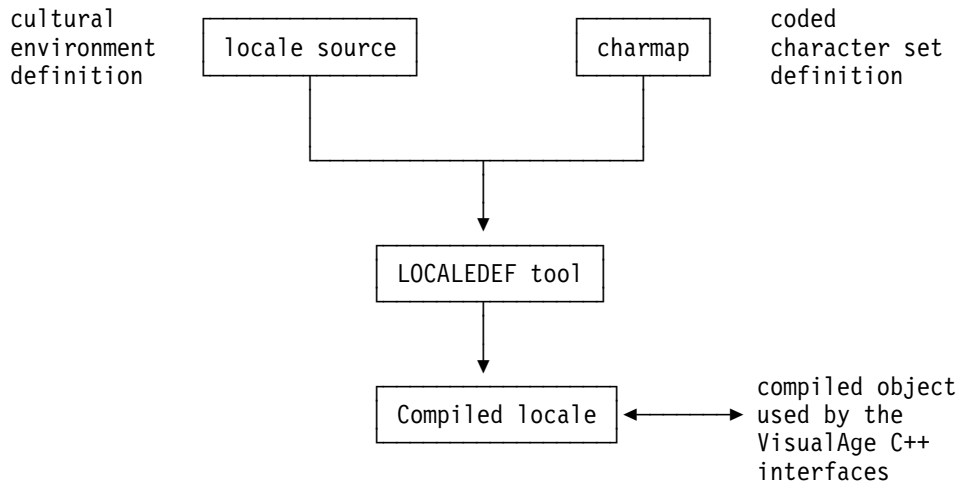 cultural
environment
definition
locale source
charmap
coded
character set
definition
LOCALEDEF tool
Compiled locale
compiled object
used by the
VisualAge C++
interfaces